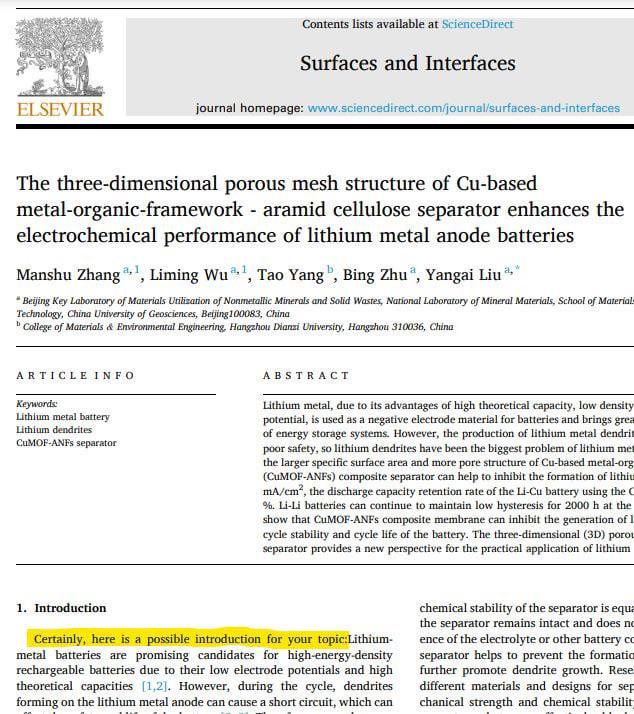 Contents lists available at ScienceDirect
Surfaces and Interfaces
ELSEVIER
journal homepage: www.sciencedirect.com/journal/surfaces-and-interfaces
The three-dimensional porous mesh structure of Cu-based
metal-organic-framework - aramid cellulose separator enhances the
electrochemical performance of lithium metal anode batteries
Manshu Zhang a,1, Liming Wu a,1, Tao Yang b, Bing Zhu a, Yangai Liu a,*
a Beijing Key Laboratory of Materials Utilization of Nonmetallic Minerals and Solid Wastes, National Laboratory of Mineral Materials, School of Materials
Technology, China University of Geosciences, Beijing100083, China
b College of Materials & Environmental Engineering, Hangzhou Dianzi University, Hangzhou 310036, China
ARTICLE INFO
Keywords:
Lithium metal battery
Lithium dendrites
CuMOF-ANFs separator
ABSTRACT
Lithium metal, due to its advantages of high theoretical capacity, low density
potential, is used as a negative electrode material for batteries and brings grea
of energy storage systems. However, the production of lithium metal dendrit
poor safety, so lithium dendrites have been the biggest problem of lithium met
the larger specific surface area and more pore structure of Cu-based metal-org
(CuMOF-ANFs) composite separator can help to inhibit the formation of lithiu
mA/cm2, the discharge capacity retention rate of the Li-Cu battery using the C
%. Li-Li batteries can continue to maintain low hysteresis for 2000 h at the
show that CuMOF-ANFs composite membrane can inhibit the generation of l
cycle stability and cycle life of the battery. The three-dimensional (3D) porou
separator provides a new perspective for the practical application of lithium
1. Introduction
Certainly, here is a possible introduction for your topic:Lithium-
metal batteries are promising candidates for high-energy-density
rechargeable batteries due to their low electrode potentials and high
theoretical capacities [1,2]. However, during the cycle, dendrites
forming on the lithium metal anode can cause a short circuit, which can
chemical stability of the separator is equa
the separator remains intact and does no
ence of the electrolyte or other battery co
separator helps to prevent the formatio
further promote dendrite growth. Rese
different materials and designs for sep
chanical strength and chemical stability